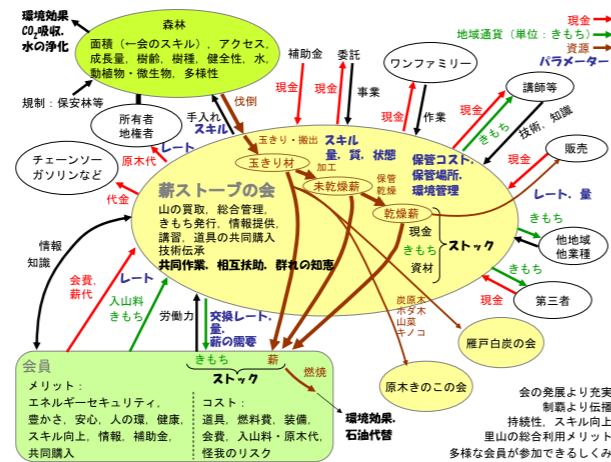 環境効果
CO₂吸収、
水の浄化
森林
面積（←会のスキル）, アクセス,
成長量, 樹齢, 樹種, 健全性, 水,
動植物・微生物, 多様性
規制：保安林等
伐倒
手入れ
スキル
所有者
地権者
レート
原木代
チェーンソー
ガソリンなど
代金
補助金
現金
委託
現金
事業
ワンファミリー
現金
作業
現金
きもち
講師等
技術, 知識
現金
販売
レート、量
現金
地域通貨（単位：きもち）
資源
パラメーター
玉きり・搬出
玉きり材
スキル
量、質、状態
加工
未乾燥薪
保管
乾燥
乾燥薪
保管コスト、
保管場所、
環境管理
薪ストーブの会
山の買取, 総合管理,
きもち発行, 情報提供,
講習, 道具の共同購入
技術伝承
共同作業、相互扶助、群れの知恵
現金
きもち
資材
ストック
きもち
他地域
他業種
きもち
現金
第三者
情報
知識
会費,
薪代
レート
入山料
きもち
労働力
交換レート、
量、
薪の需要
炭原木
ホダ木
山菜
キノコ
雁戸白炭の会
原木きのこの会
きもち
薪
ストック
燃焼
環境効果、
石油代替
会員
メリット：
エネルギーセキュリティ,
豊かさ, 安心, 人の環, 健康,
スキル向上, 情報, 補助金,
共同購入
コスト：
道具, 燃料費, 装備,
会費, 入山料・原木代,
怪我のリスク
会の発展より充実
制覇より伝播
持続性, スキル向上
里山の総合利用メリット
多様な会員が参加できるしくみ